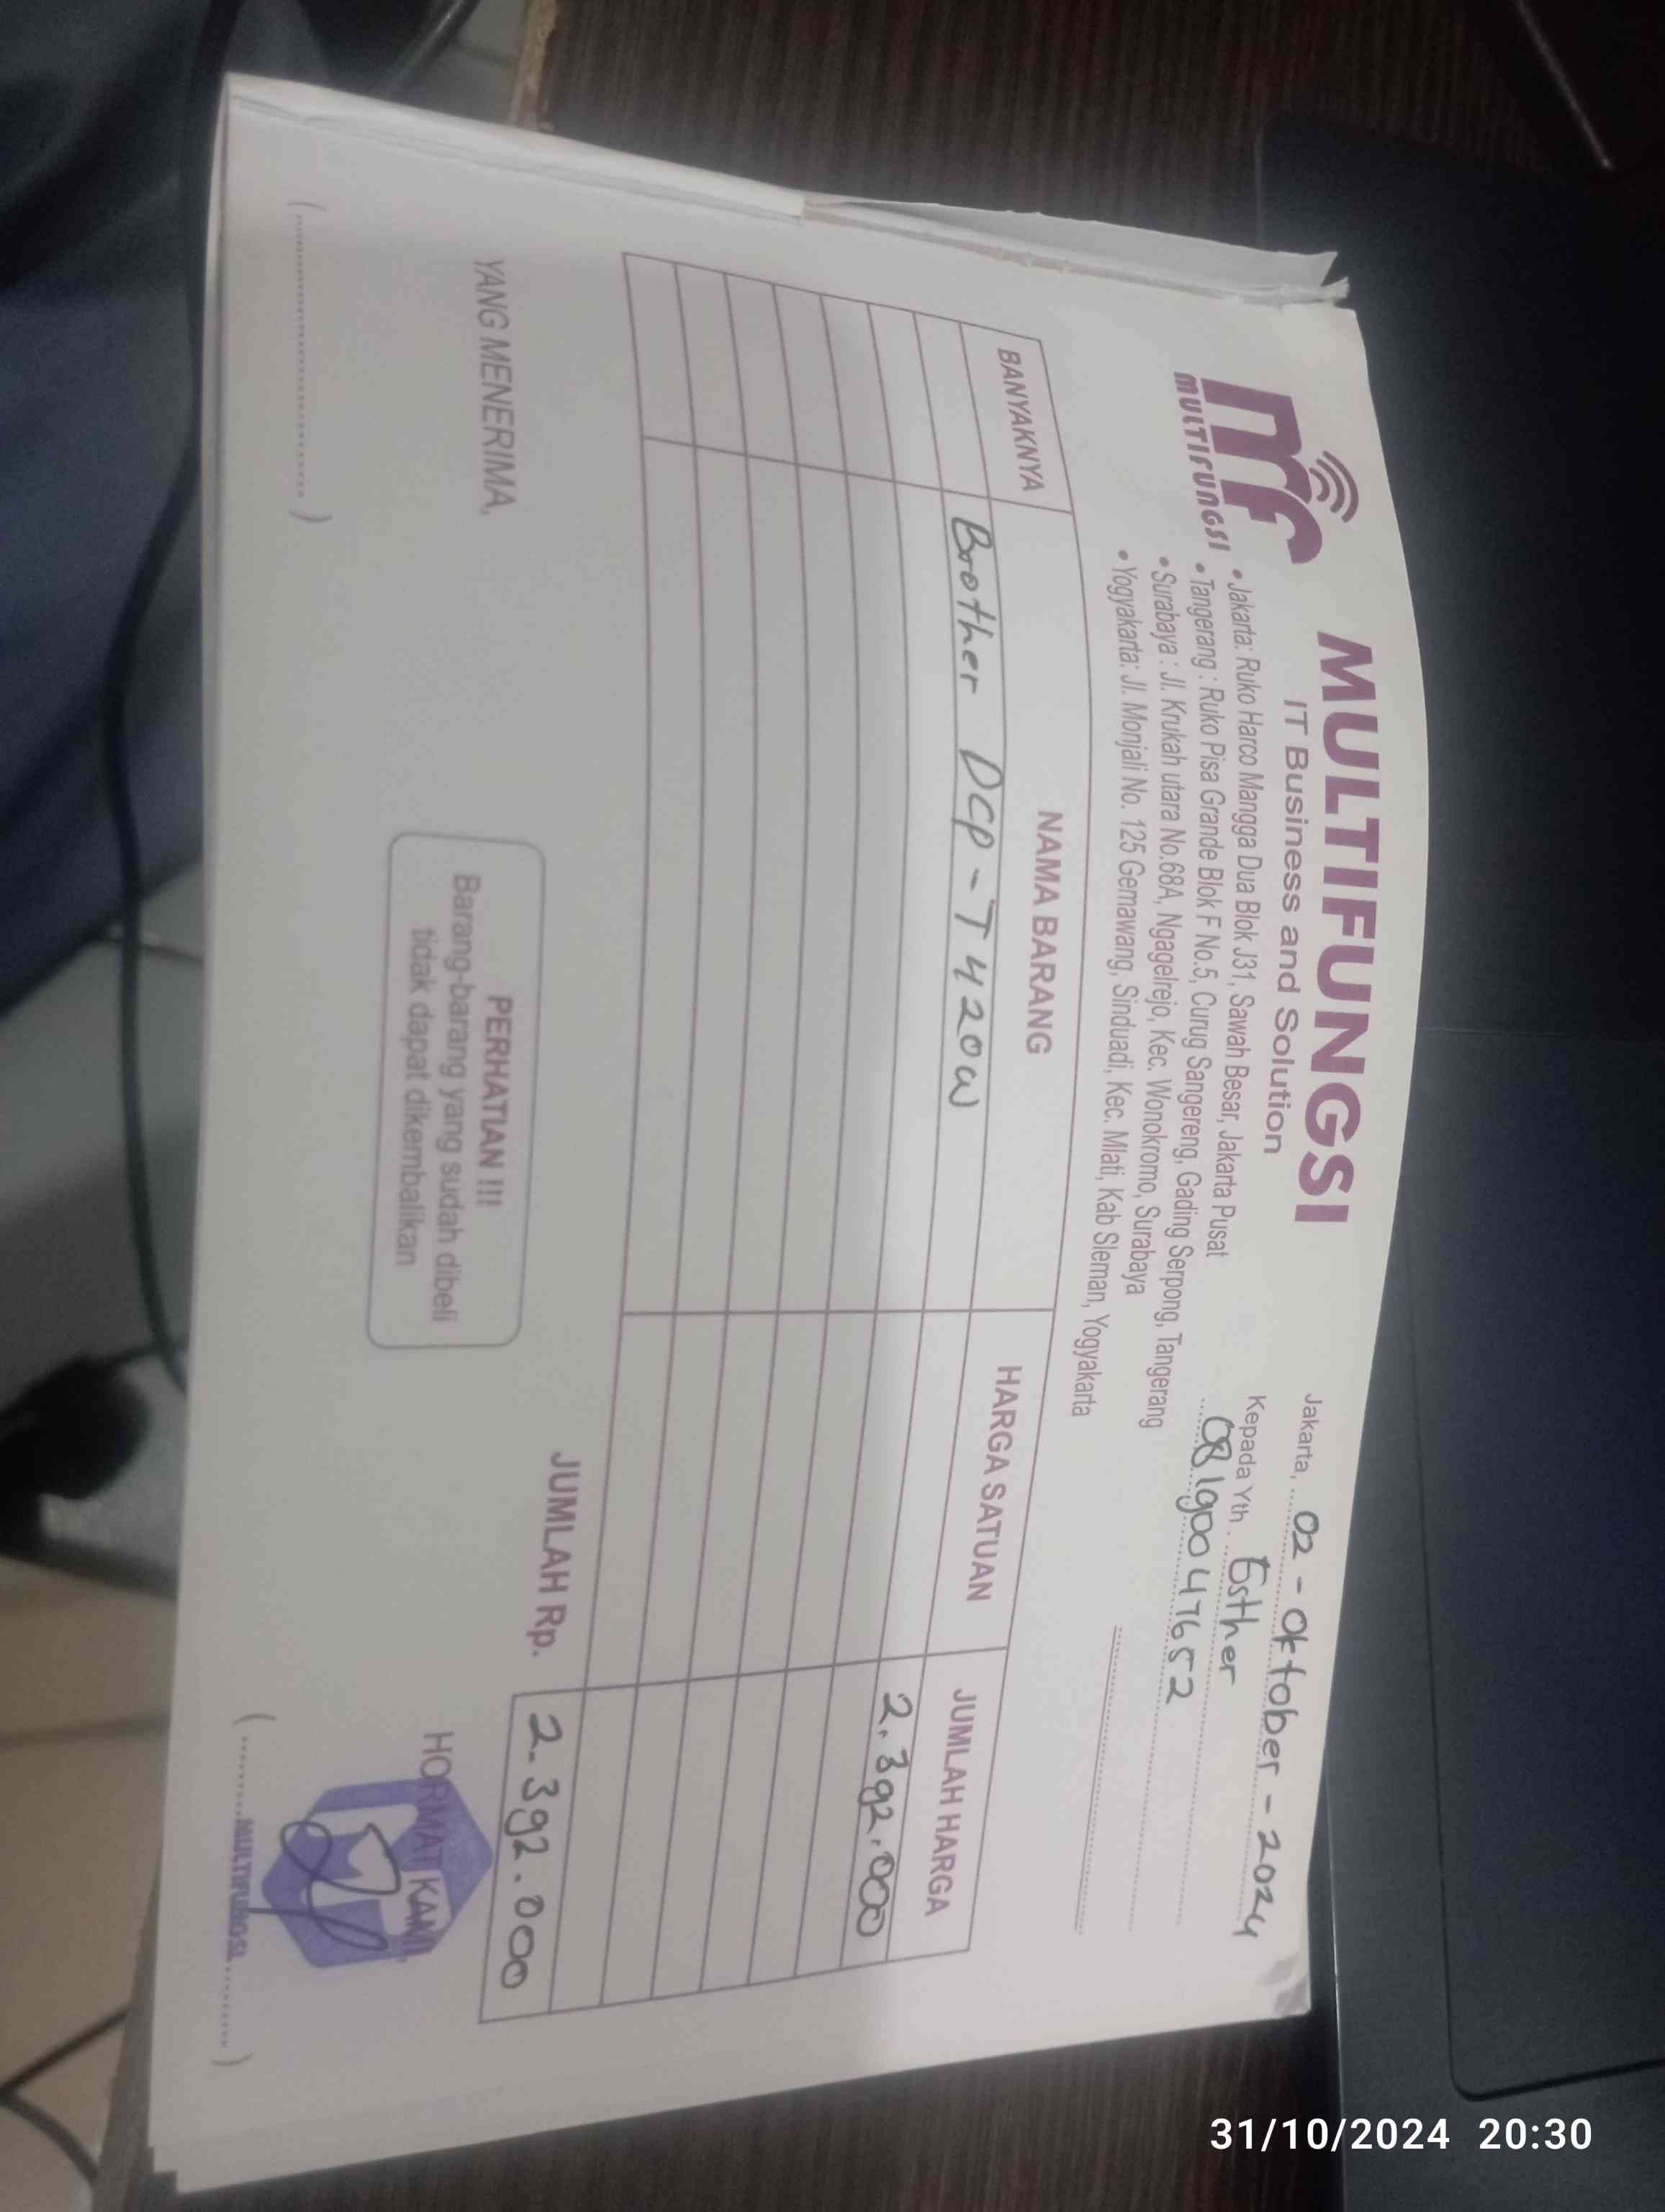 MULTIFUNGSI
IT Business and Solution
mf
MULTIFUNGSI
• Jakarta: Ruko Harco Mangga Dua Blok J31, Sawah Besar, Jakarta Pusat
• Tangerang : Ruko Pisa Grande Blok F No.5, Curug Sangereng, Gading Serpong, Tangerang
• Surabaya : Jl. Krukah utara No.68A, Ngagelrejo, Kec. Wonokromo, Surabaya
• Yogyakarta: Jl. Monjali No. 125 Gemawang, Sinduadi, Kec. Mlati, Kab Sleman, Yogyakarta
Jakarta, 02 - Oktober - 2024
Kepada Yth. Esther
081900447652
BANYAKNYA NAMA BARANG HARGA SATUAN JUMLAH HARGA
Brother DCP - T420W 2.392.000
JUMLAH Rp. 2.392.000
YANG MENERIMA,
PERHATIAN !!!
Barang-barang yang sudah dibeli
tidak dapat dikembalikan
HORMAT KAMI,
MULTIFUNGSI
31/10/2024 20:30